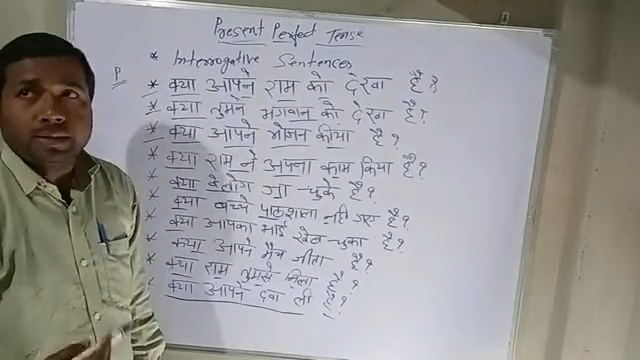 Present Perfect Tense
* Interrogative Sentences
P
* क्या आपने राम को देखा है?
* क्या तुमने भगवान को देखा है?
* क्या आपने भोजन कीया है?
* क्या राम ने अपना काम किया है?
* क्या वे लोग जा चुके है?
* क्या बच्चे पाठशाला नही गए है?
* क्या आपका भाई खेल चुका है?
* क्या आपने मैच जीता है?
* क्या राम तुमसे मिला है?
क्या आपने दवा ली है?